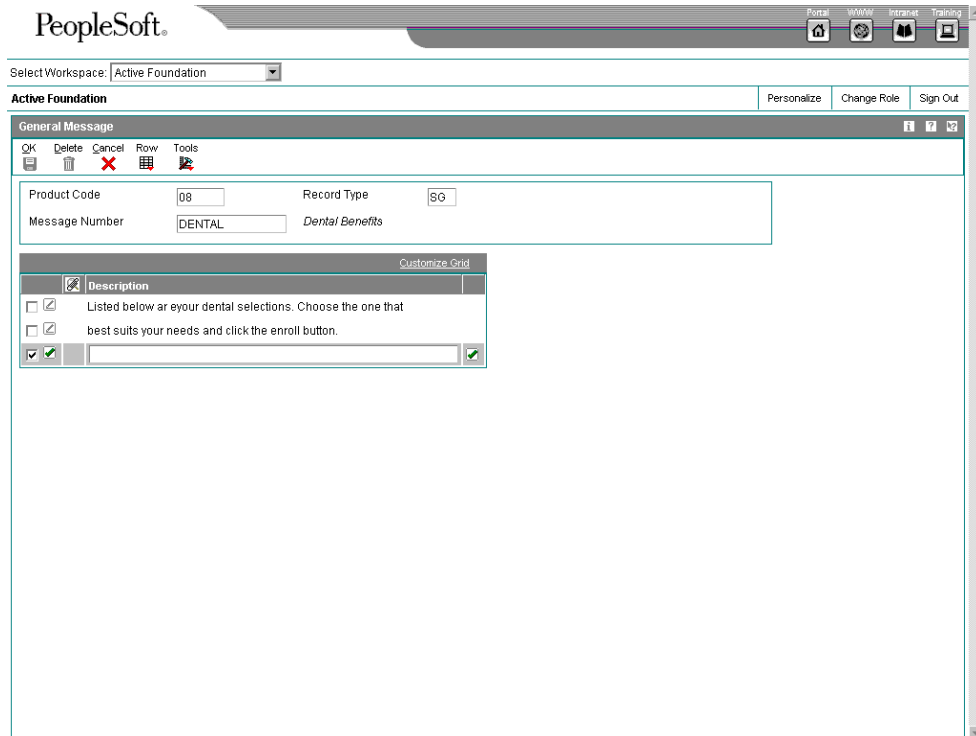 PeopleSoft®
Portal WWW Intranet Training
Select Workspace: Active Foundation
Active Foundation Personalize Change Role Sign Out
General Message i ? ?
OK Delete Cancel Row Tools
Product Code 08 Record Type SG
Message Number DENTAL Dental Benefits
Customize Grid
Description
Listed below ar eyour dental selections. Choose the one that
best suits your needs and click the enroll button.